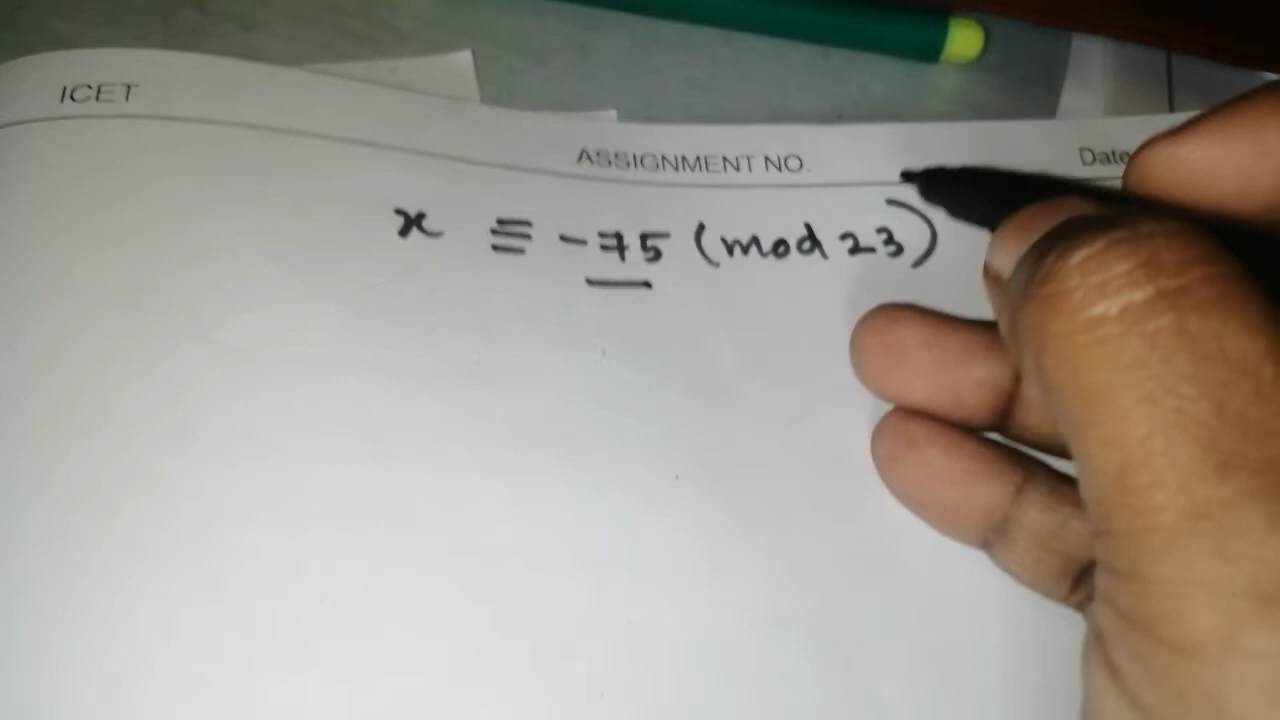 ICET
ASSIGNMENT NO.
Date
x ≡ -75 (mod 23)